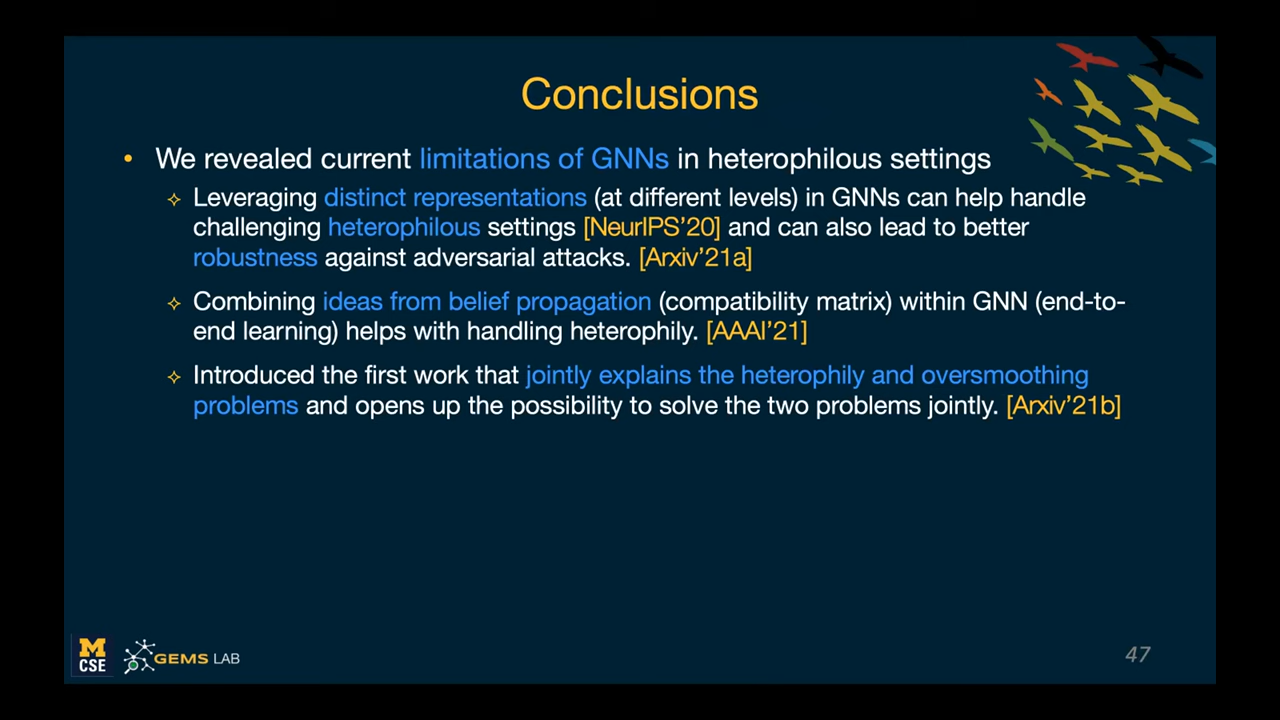 Conclusions
• We revealed current limitations of GNNs in heterophilous settings
✧ Leveraging distinct representations (at different levels) in GNNs can help handle
challenging heterophilous settings [NeurIPS’20] and can also lead to better
robustness against adversarial attacks. [Arxiv’21a]
✧ Combining ideas from belief propagation (compatibility matrix) within GNN (end-to-
end learning) helps with handling heterophily. [AAAI’21]
✧ Introduced the first work that jointly explains the heterophily and oversmoothing
problems and opens up the possibility to solve the two problems jointly. [Arxiv’21b]
M
CSE
GEMS LAB
47